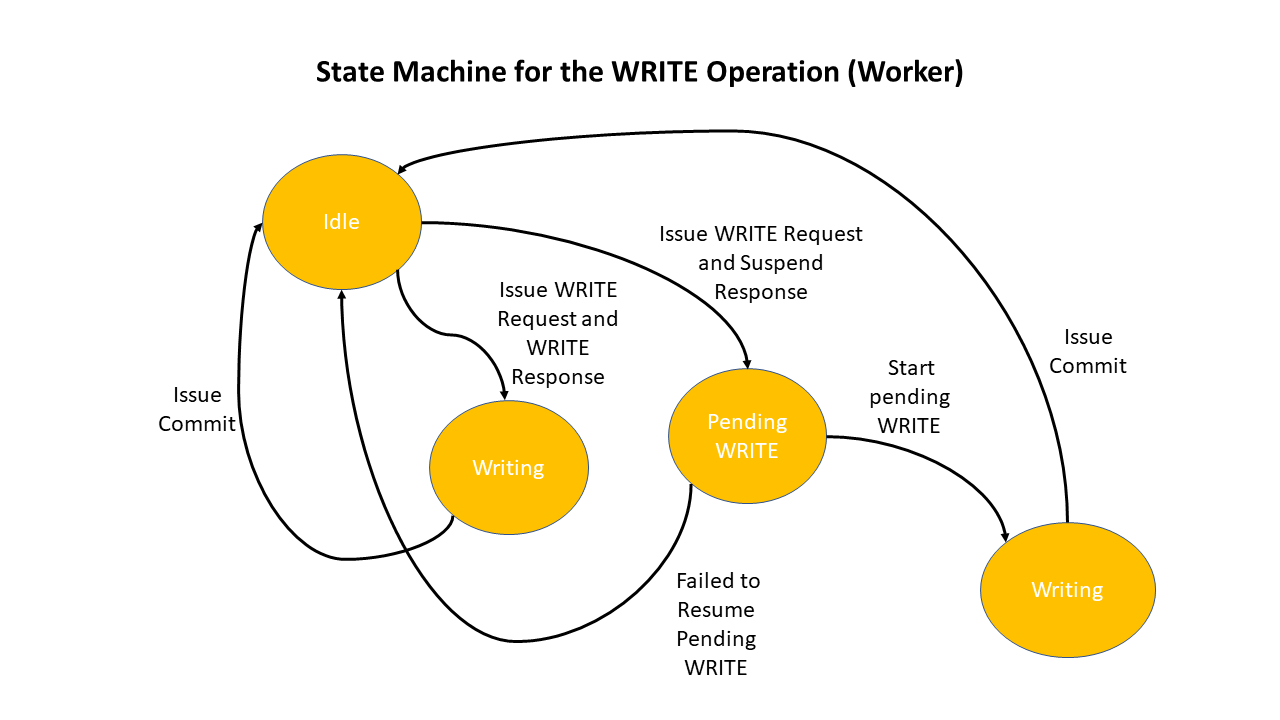 State Machine for the WRITE Operation (Worker)
Idle
Issue WRITE Request
and Suspend
Response
Issue WRITE
Request and
WRITE
Response
Issue
Commit
Start
pending
WRITE
Issue
Commit
Pending
WRITE
Writing
Failed to
Resume
Pending
WRITE
Writing